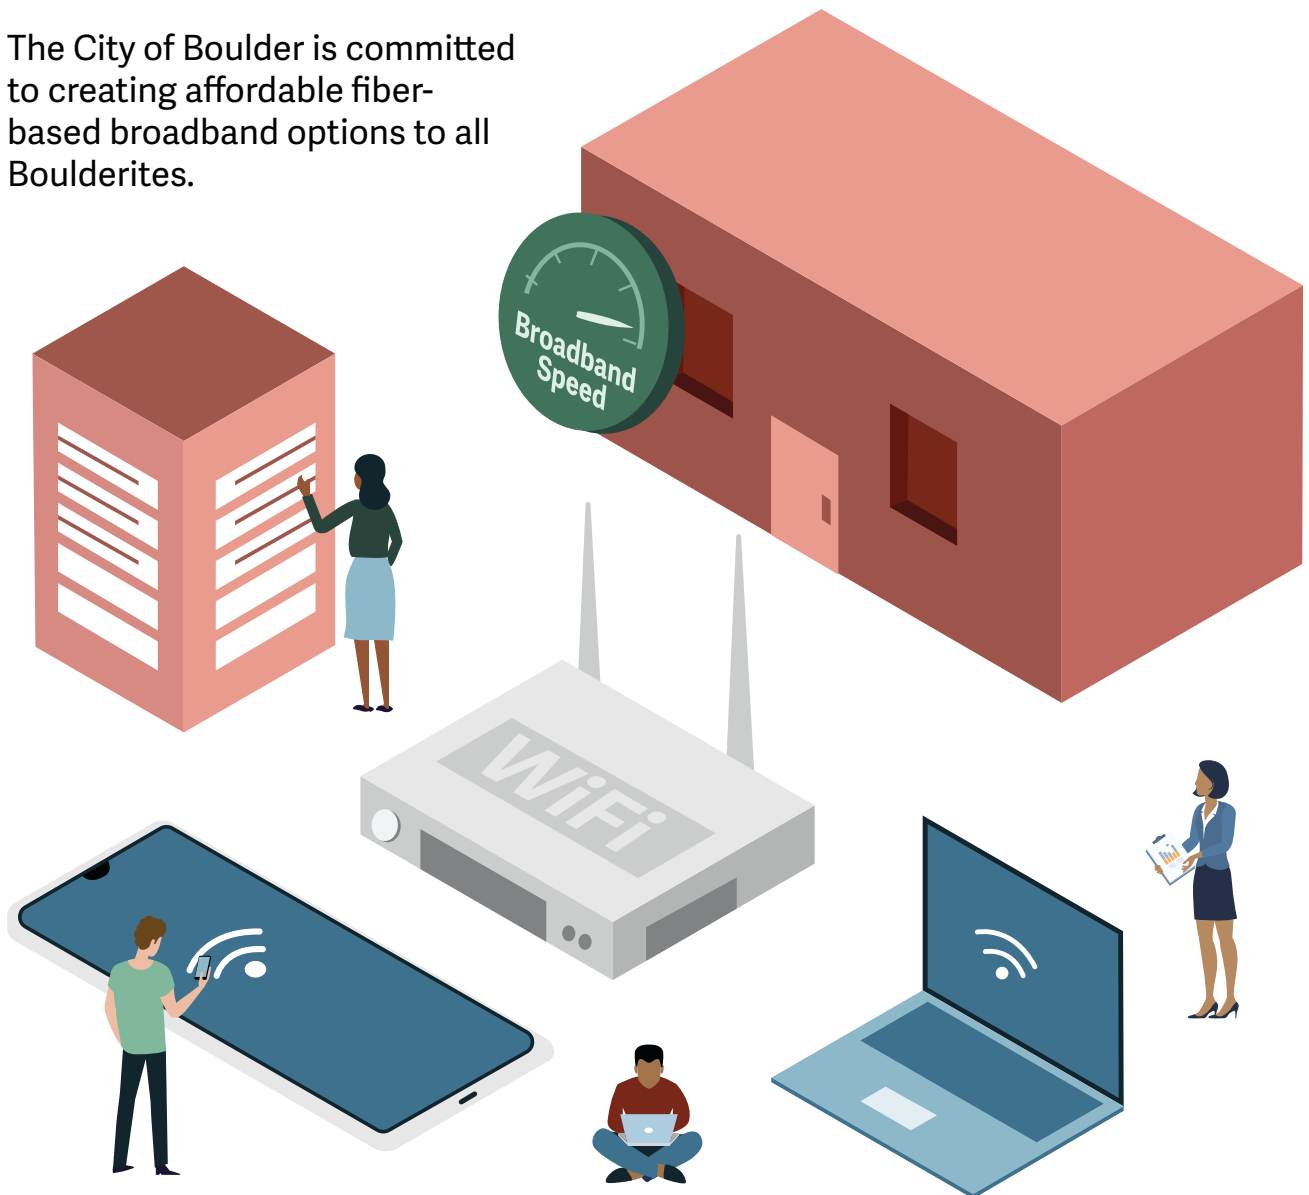 The City of Boulder is committed
to creating affordable fiber-
based broadband options to all
Boulderites.
Broadband
Speed
WiFi